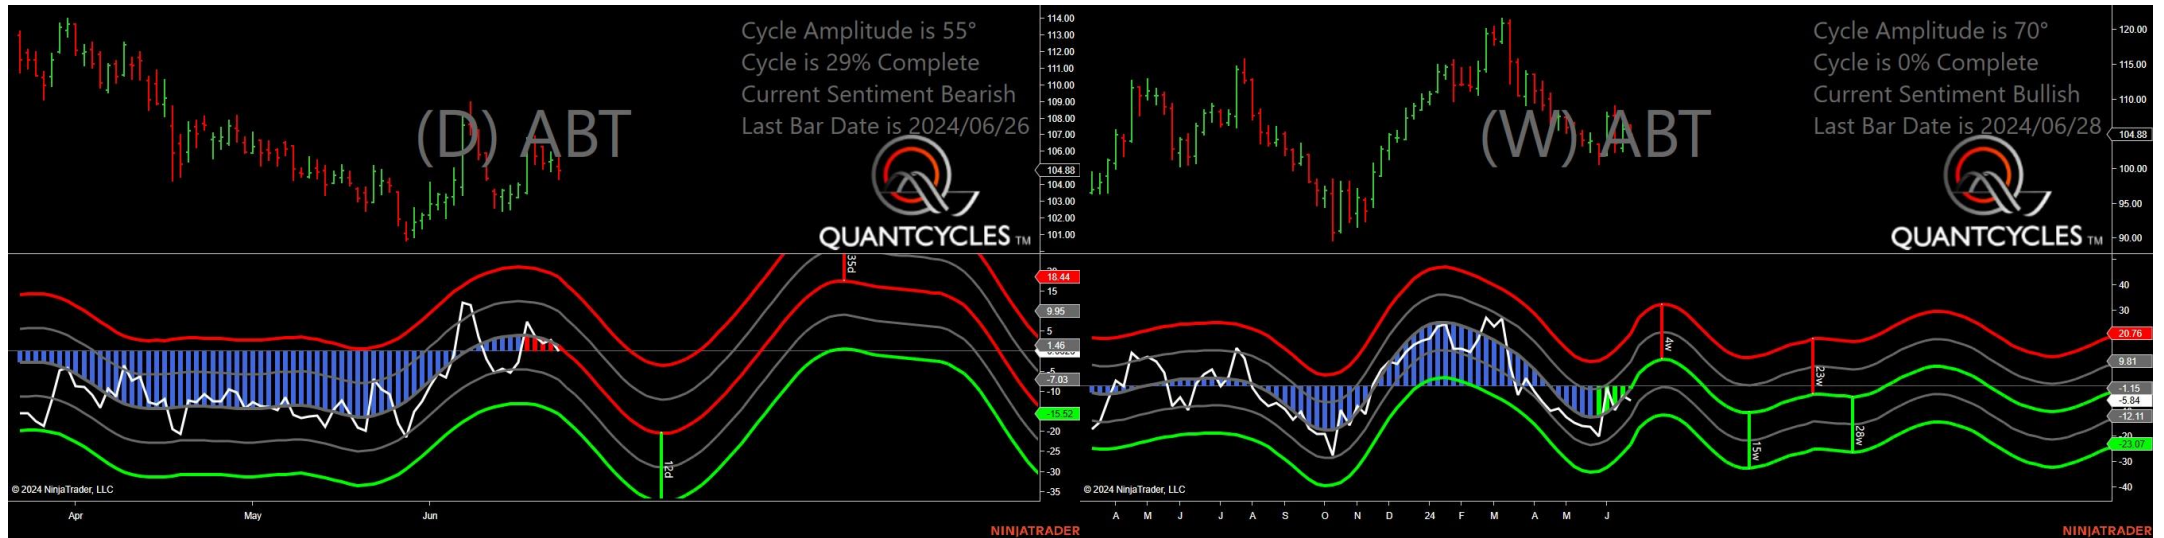 Cycle Amplitude is 55°
Cycle is 29% Complete
Current Sentiment Bearish
Last Bar Date is 2024/06/26
(D) ABT
QUANTCYCLES TM
114.00
113.00
112.00
111.00
110.00
109.00
108.00
107.00
106.00
104.88
104.00
103.00
102.00
101.00
35d
18.44
15
9.95
5
1.46
-5
-7.03
-10
-15.52
-20
-25
-30
-35
12d
© 2024 NinjaTrader, LLC
Apr May Jun
NINJATRADER
Cycle Amplitude is 70°
Cycle is 0% Complete
Current Sentiment Bullish
Last Bar Date is 2024/06/28
(W) ABT
QUANTCYCLES TM
120.00
115.00
110.00
104.88
100.00
95.00
90.00
40
30
20.76
9.81
-1.15
-5.84
-12.11
-20
-23.07
-30
-40
4w
23w
15w
28w
© 2024 NinjaTrader, LLC
A M J J A S O N D 24 F M A M J
NINJATRADER